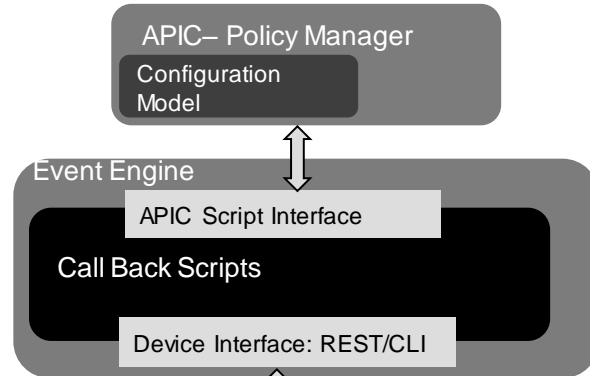 APIC– Policy Manager
Configuration
Model
Event Engine
APIC Script Interface
Call Back Scripts
Device Interface: REST/CLI